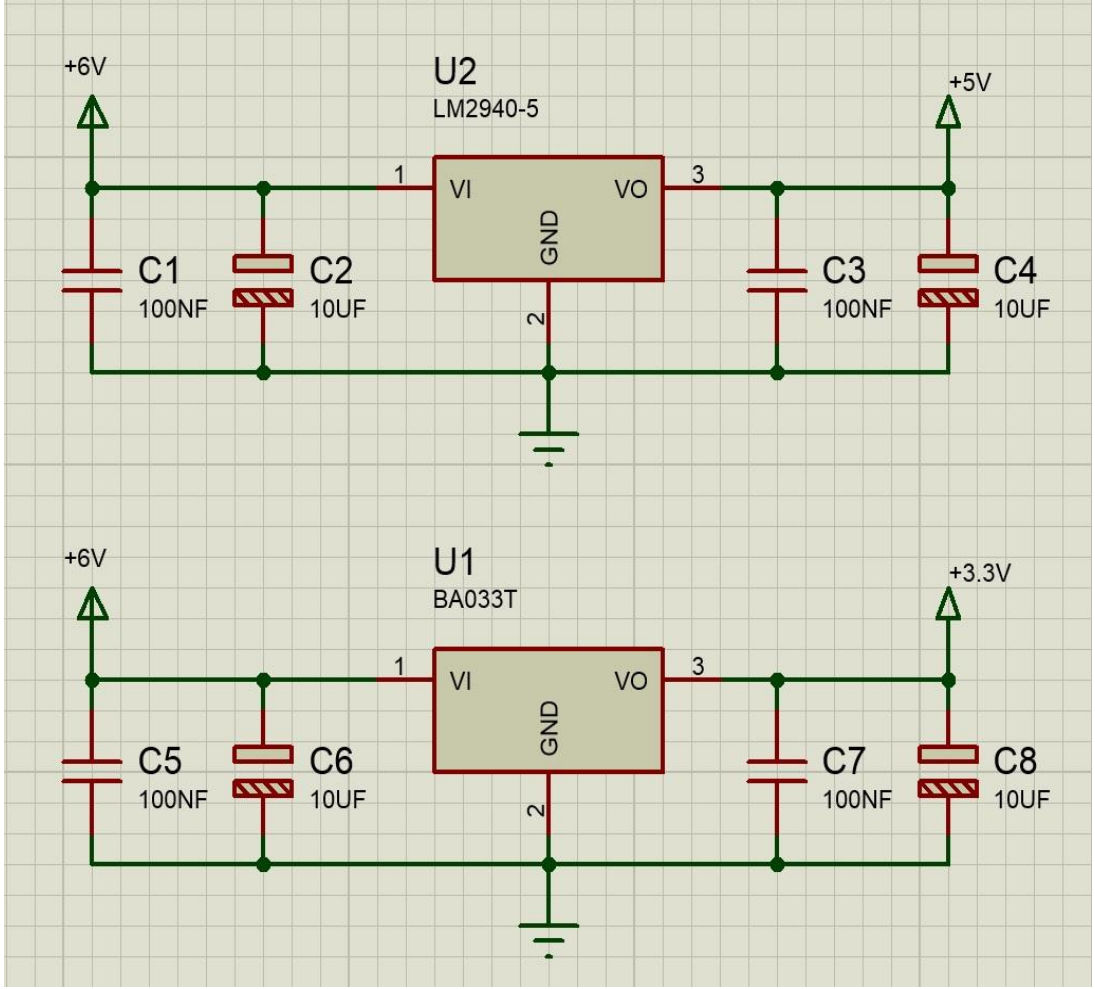 +6V
U2
LM2940-5
+5V
1
VI
VO
3
GND
2
C1
100NF
C2
10UF
C3
100NF
C4
10UF
+6V
U1
BA033T
+3.3V
1
VI
VO
3
GND
2
C5
100NF
C6
10UF
C7
100NF
C8
10UF